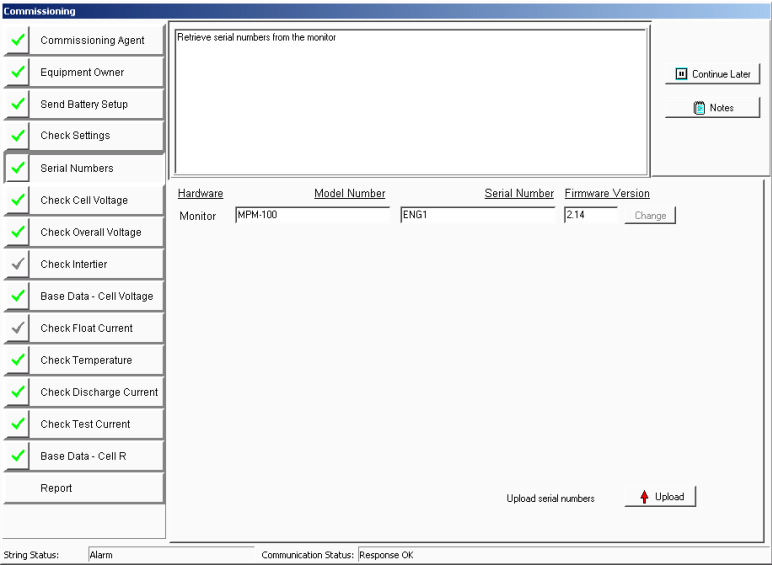 Commissioning
Commissioning Agent
Equipment Owner
Send Battery Setup
Check Settings
Serial Numbers
Check Cell Voltage
Check Overall Voltage
Check Intertier
Base Data - Cell Voltage
Check Float Current
Check Temperature
Check Discharge Current
Check Test Current
Base Data - Cell R
Report
Retrieve serial numbers from the monitor
Continue Later
Notes
Hardware Model Number Serial Number Firmware Version
Monitor MPM-100 ENG1 2.14 Change
Upload serial numbers Upload
String Status: Alarm Communication Status: Response OK